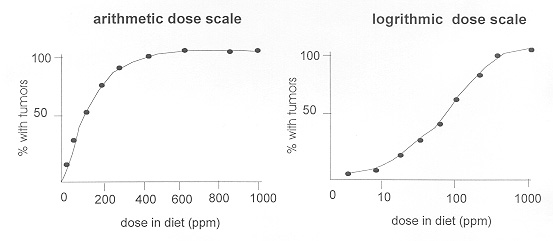 arithmetic dose scale
100
50
% with tumors
0 200 400 600 800 1000
dose in diet (ppm)
logrithmic dose scale
100
50
% with tumors
0 10 100 1000
dose in diet (ppm)